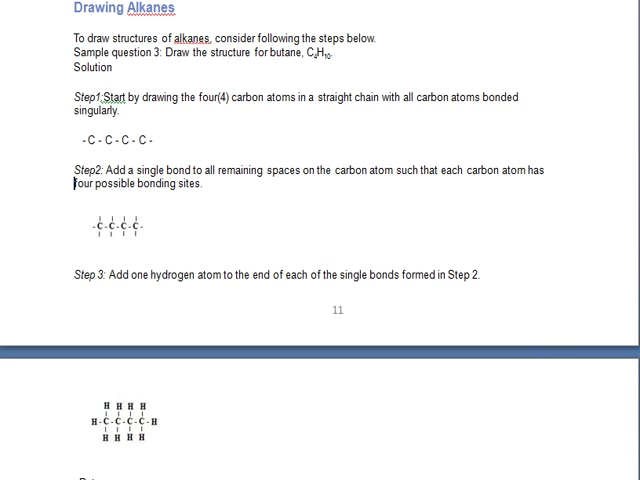 Drawing Alkanes
To draw structures of alkanes, consider following the steps below.
Sample question 3: Draw the structure for butane, C₄H₁₀.
Solution
Step1:Start by drawing the four(4) carbon atoms in a straight chain with all carbon atoms bonded
singularly.
- C - C - C - C -
Step2: Add a single bond to all remaining spaces on the carbon atom such that each carbon atom has
four possible bonding sites.
| | | |
-C-C-C-C-
| | | |
Step 3: Add one hydrogen atom to the end of each of the single bonds formed in Step 2.
11
H H H H
| | | |
H-C-C-C-C-H
| | | |
H H H H